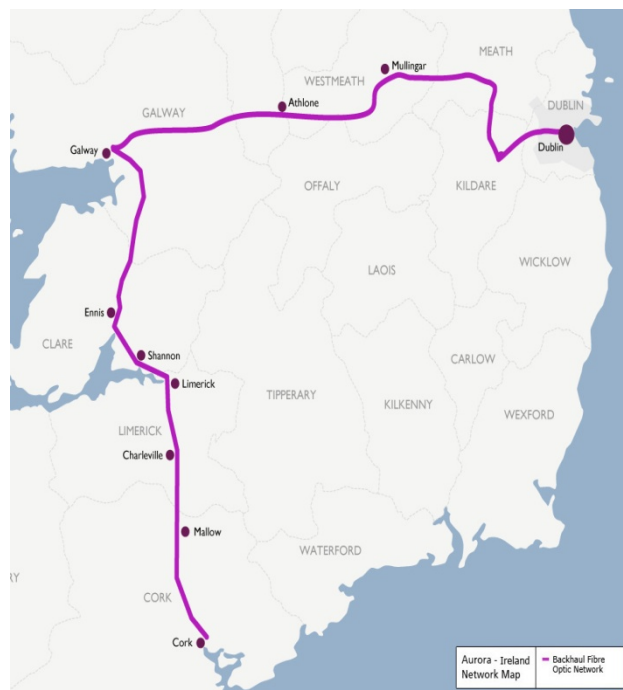 Mullingar
MEATH
WESTMEATH
DUBLIN
Athlone
GALWAY
Galway
Dublin
OFFALY
KILDARE
WICKLOW
LAOIS
Ennis
CLARE
Shannon
CARLOW
Limerick
TIPPERARY
KILKENNY
WEXFORD
LIMERICK
Charleville
Mallow
WATERFORD
RY
CORK
Cork
Aurora - Ireland
Network Map
Backhaul Fibre
Optic Network